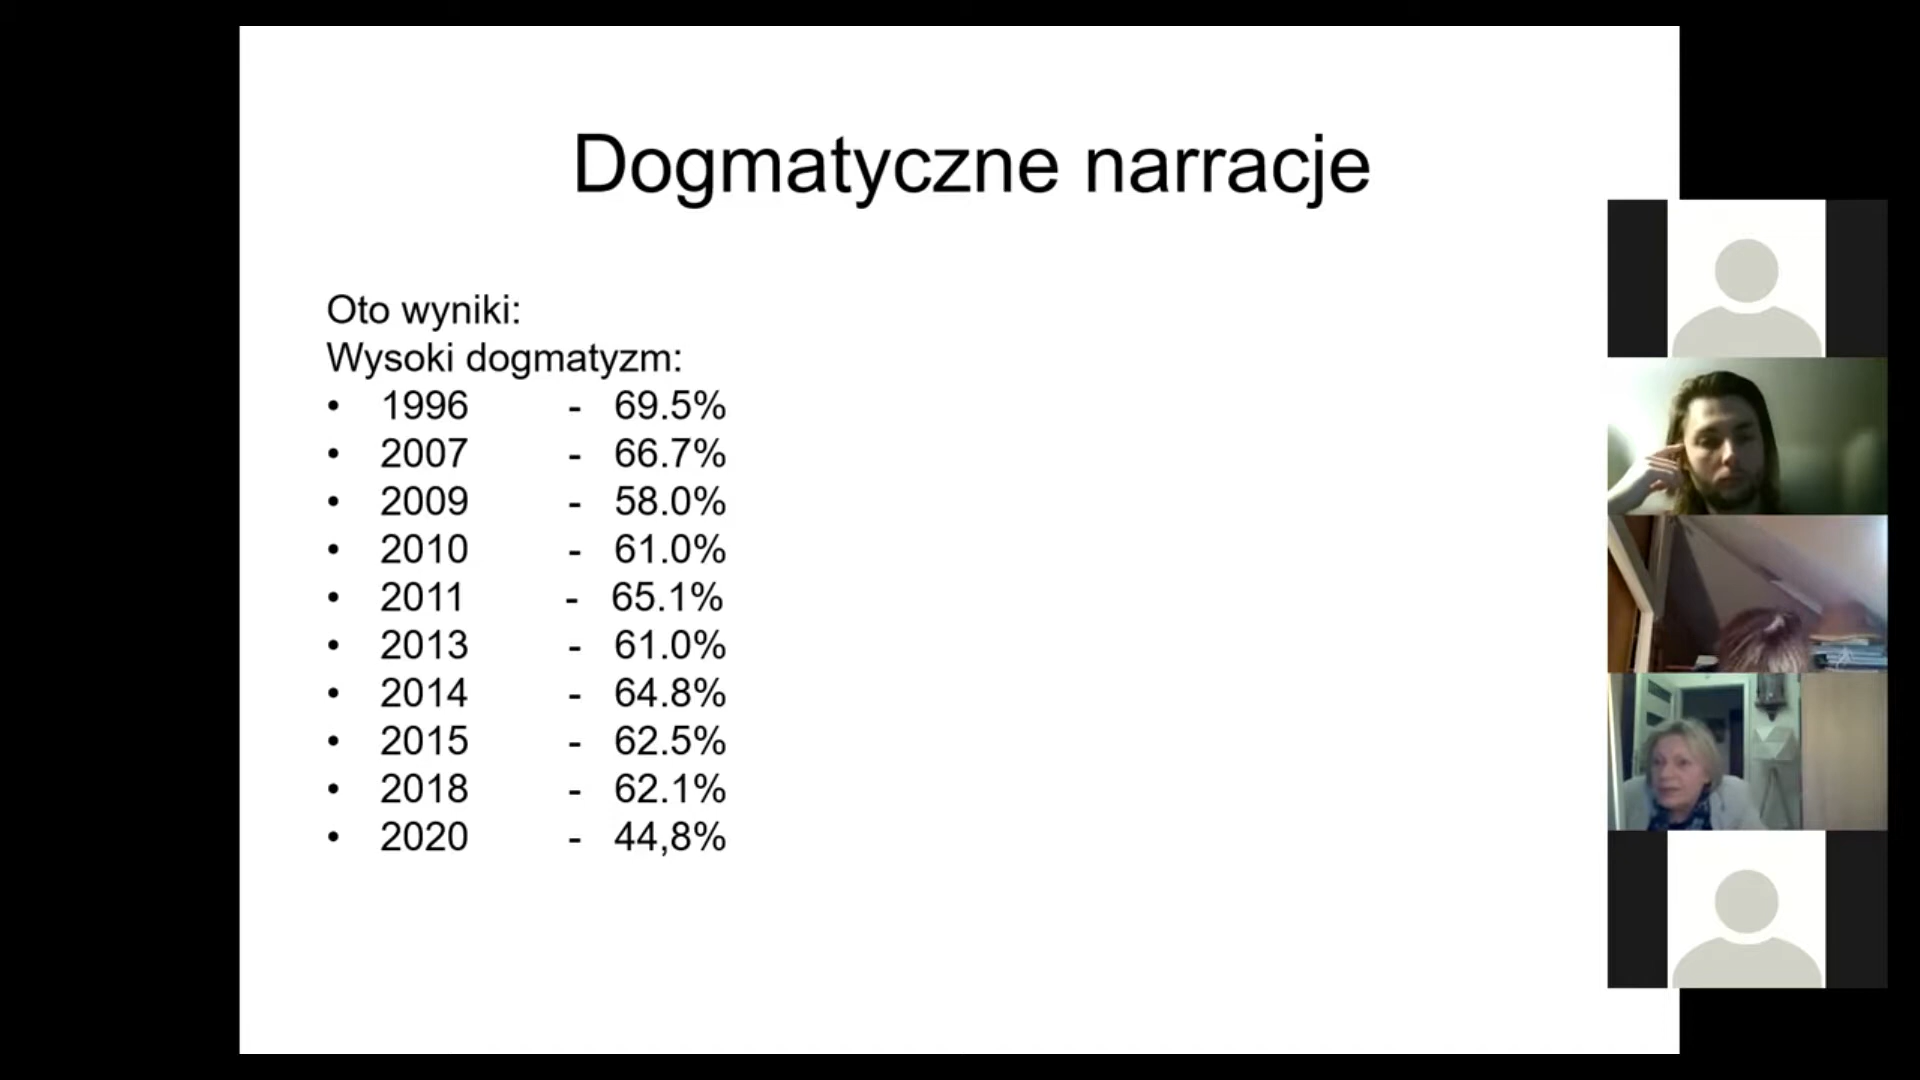 Dogmatyczne narracje
Oto wyniki:
Wysoki dogmatyzm:
• 1996 - 69.5%
• 2007 - 66.7%
• 2009 - 58.0%
• 2010 - 61.0%
• 2011 - 65.1%
• 2013 - 61.0%
• 2014 - 64.8%
• 2015 - 62.5%
• 2018 - 62.1%
• 2020 - 44,8%